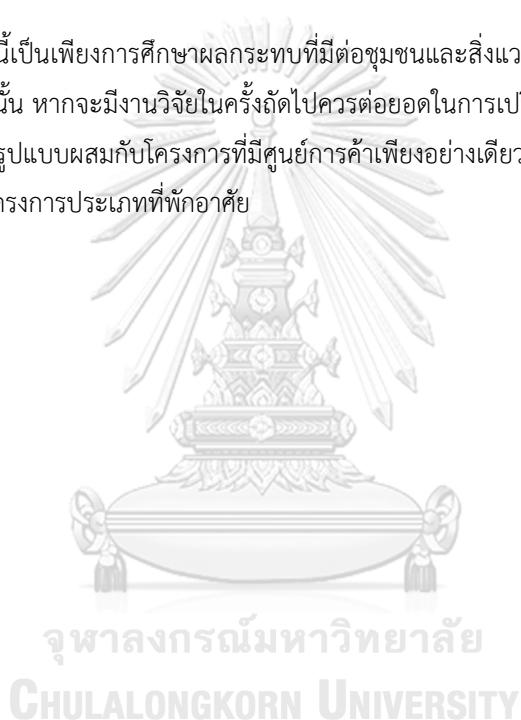 นี้เป็นเพียงการศึกษาผลกระทบที่มีต่อชุมชนและสิ่งแว
นั้น หากจะมีงานวิจัยในครั้งถัดไปควรต่อยอดในการเป
รูปแบบผสมกับโครงการที่มีศูนย์การค้าเพียงอย่างเดียว
ครงการประเภทที่พักอาศัย
จุฬาลงกรณ์มหาวิทยาลัย
CHULALONGKORN UNIVERSITY